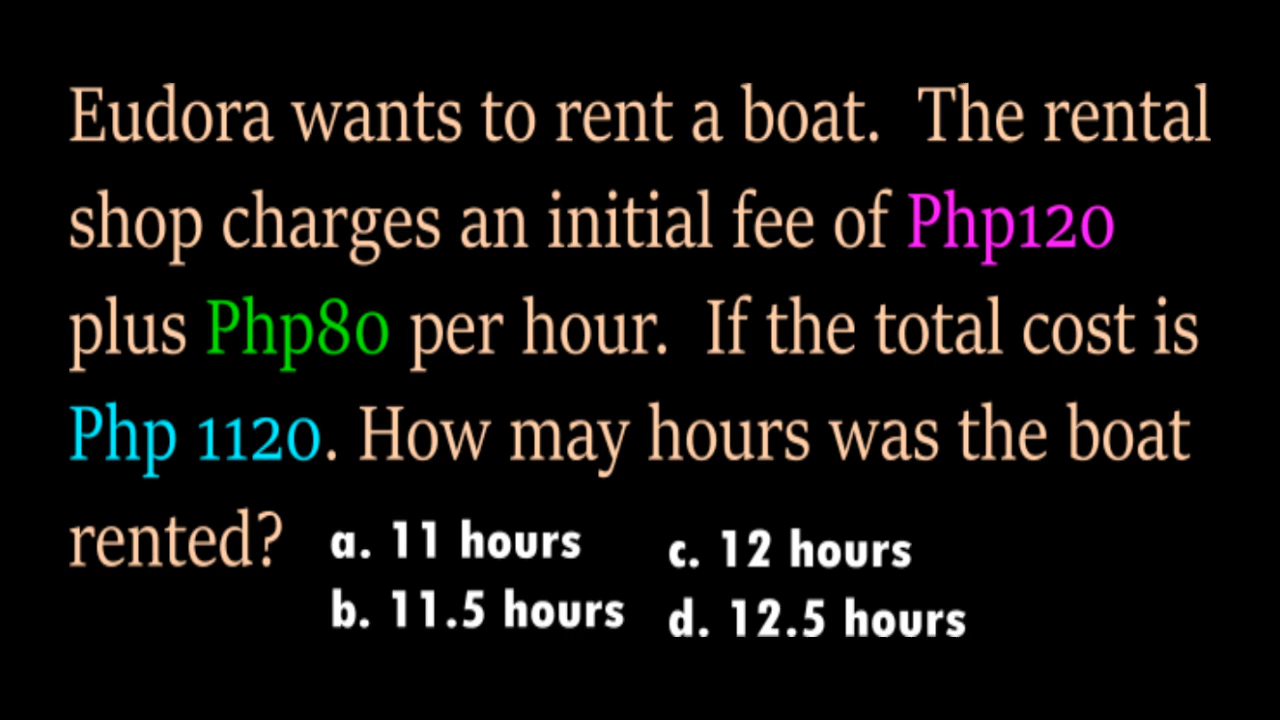 Eudora wants to rent a boat. The rental
shop charges an initial fee of Php120
plus Php80 per hour. If the total cost is
Php 1120. How may hours was the boat
rented?
a. 11 hours
b. 11.5 hours
c. 12 hours
d. 12.5 hours